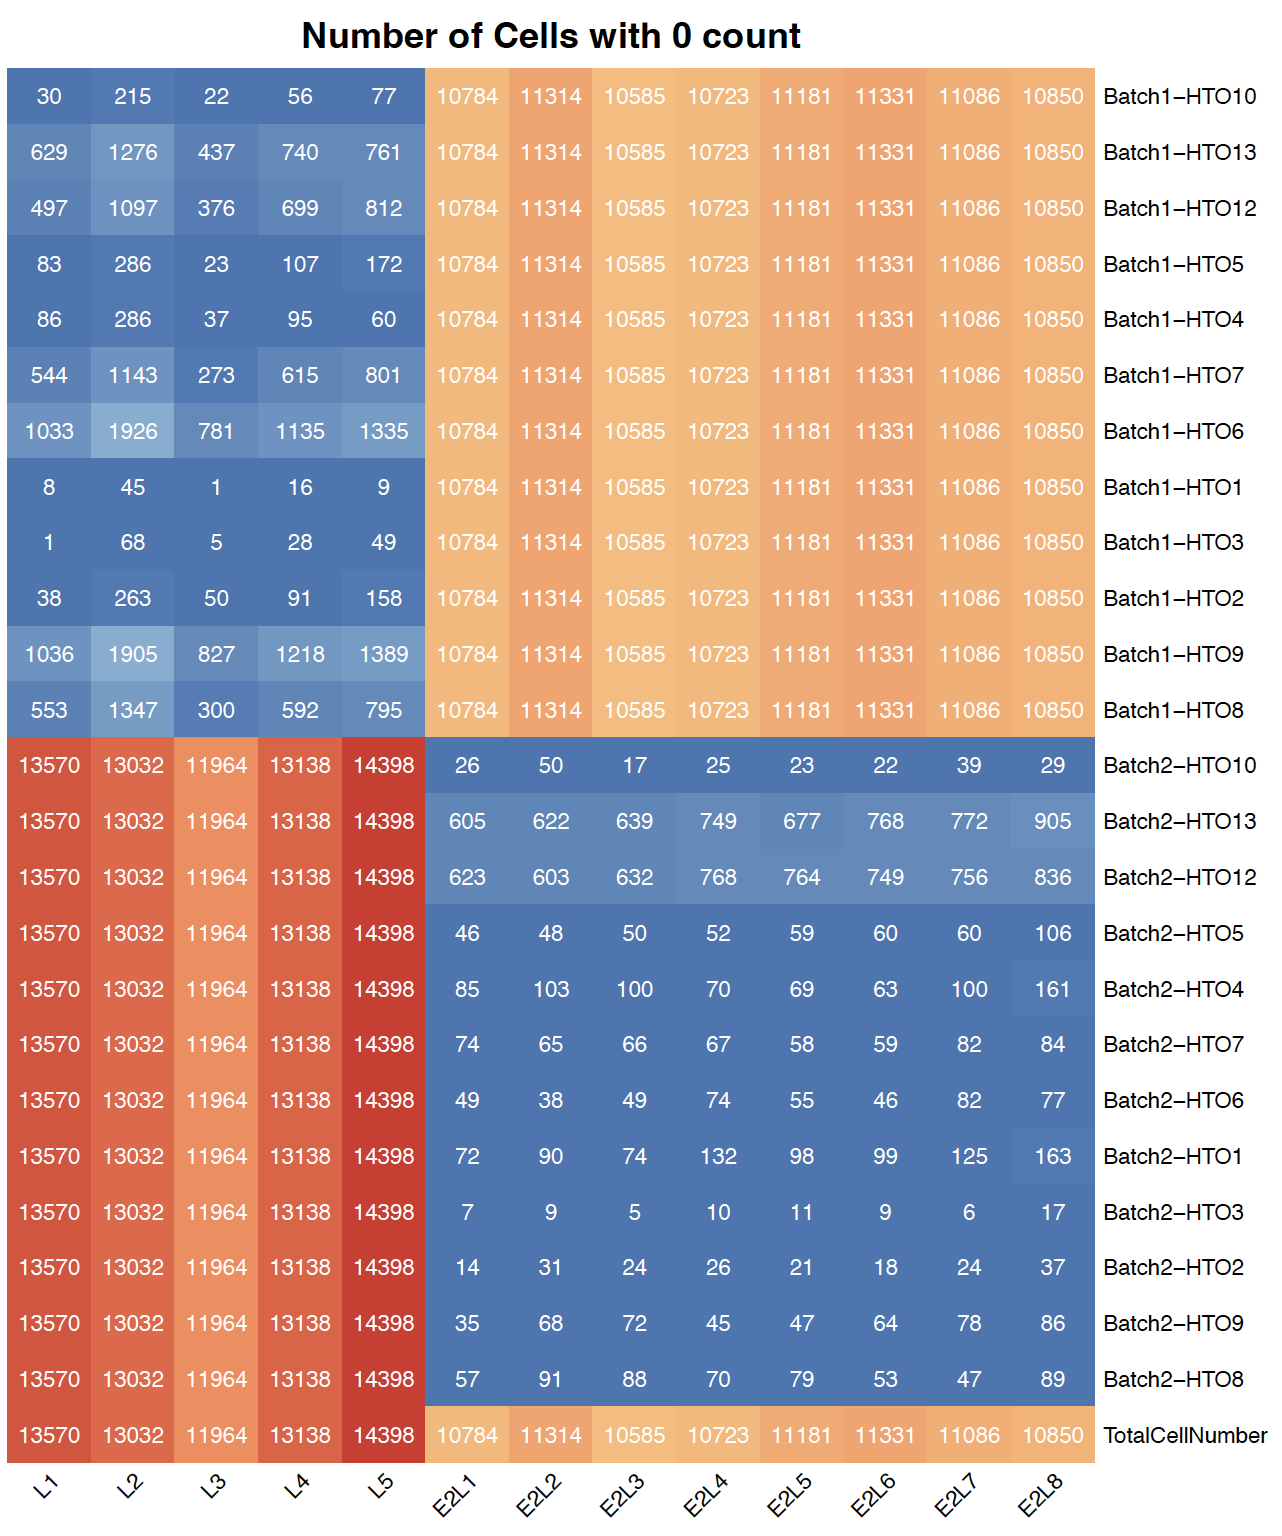 Number of Cells with 0 count
30 215 22 56 77 10784 11314 10585 10723 11181 11331 11086 10850 Batch1-HTO10
629 1276 437 740 761 10784 11314 10585 10723 11181 11331 11086 10850 Batch1-HTO13
497 1097 376 699 812 10784 11314 10585 10723 11181 11331 11086 10850 Batch1-HTO12
83 286 23 107 172 10784 11314 10585 10723 11181 11331 11086 10850 Batch1-HTO5
86 286 37 95 60 10784 11314 10585 10723 11181 11331 11086 10850 Batch1-HTO4
544 1143 273 615 801 10784 11314 10585 10723 11181 11331 11086 10850 Batch1-HTO7
1033 1926 781 1135 1335 10784 11314 10585 10723 11181 11331 11086 10850 Batch1-HTO6
8 45 1 16 9 10784 11314 10585 10723 11181 11331 11086 10850 Batch1-HTO1
1 68 5 28 49 10784 11314 10585 10723 11181 11331 11086 10850 Batch1-HTO3
38 263 50 91 158 10784 11314 10585 10723 11181 11331 11086 10850 Batch1-HTO2
1036 1905 827 1218 1389 10784 11314 10585 10723 11181 11331 11086 10850 Batch1-HTO9
553 1347 300 592 795 10784 11314 10585 10723 11181 11331 11086 10850 Batch1-HTO8
13570 13032 11964 13138 14398 26 50 17 25 23 22 39 29 Batch2-HTO10
13570 13032 11964 13138 14398 605 622 639 749 677 768 772 905 Batch2-HTO13
13570 13032 11964 13138 14398 623 603 632 768 764 749 756 836 Batch2-HTO12
13570 13032 11964 13138 14398 46 48 50 52 59 60 60 106 Batch2-HTO5
13570 13032 11964 13138 14398 85 103 100 70 69 63 100 161 Batch2-HTO4
13570 13032 11964 13138 14398 74 65 66 67 58 59 82 84 Batch2-HTO7
13570 13032 11964 13138 14398 49 38 49 74 55 46 82 77 Batch2-HTO6
13570 13032 11964 13138 14398 72 90 74 132 98 99 125 163 Batch2-HTO1
13570 13032 11964 13138 14398 7 9 5 10 11 9 6 17 Batch2-HTO3
13570 13032 11964 13138 14398 14 31 24 26 21 18 24 37 Batch2-HTO2
13570 13032 11964 13138 14398 35 68 72 45 47 64 78 86 Batch2-HTO9
13570 13032 11964 13138 14398 57 91 88 70 79 53 47 89 Batch2-HTO8
13570 13032 11964 13138 14398 10784 11314 10585 10723 11181 11331 11086 10850 TotalCellNumber
L1 L2 L3 L4 L5 E2L1 E2L2 E2L3 E2L4 E2L5 E2L6 E2L7 E2L8